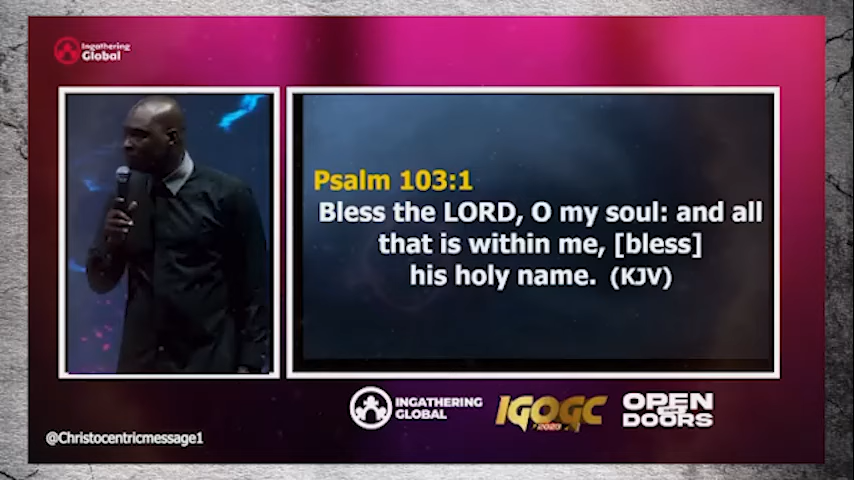 Ingathering
Global
Psalm 103:1
Bless the LORD, O my soul: and all
that is within me, [bless]
his holy name. (KJV)
INGATHERING
GLOBAL
IGOGC
2023
OPEN
DOORS
@Christocentricmessage1